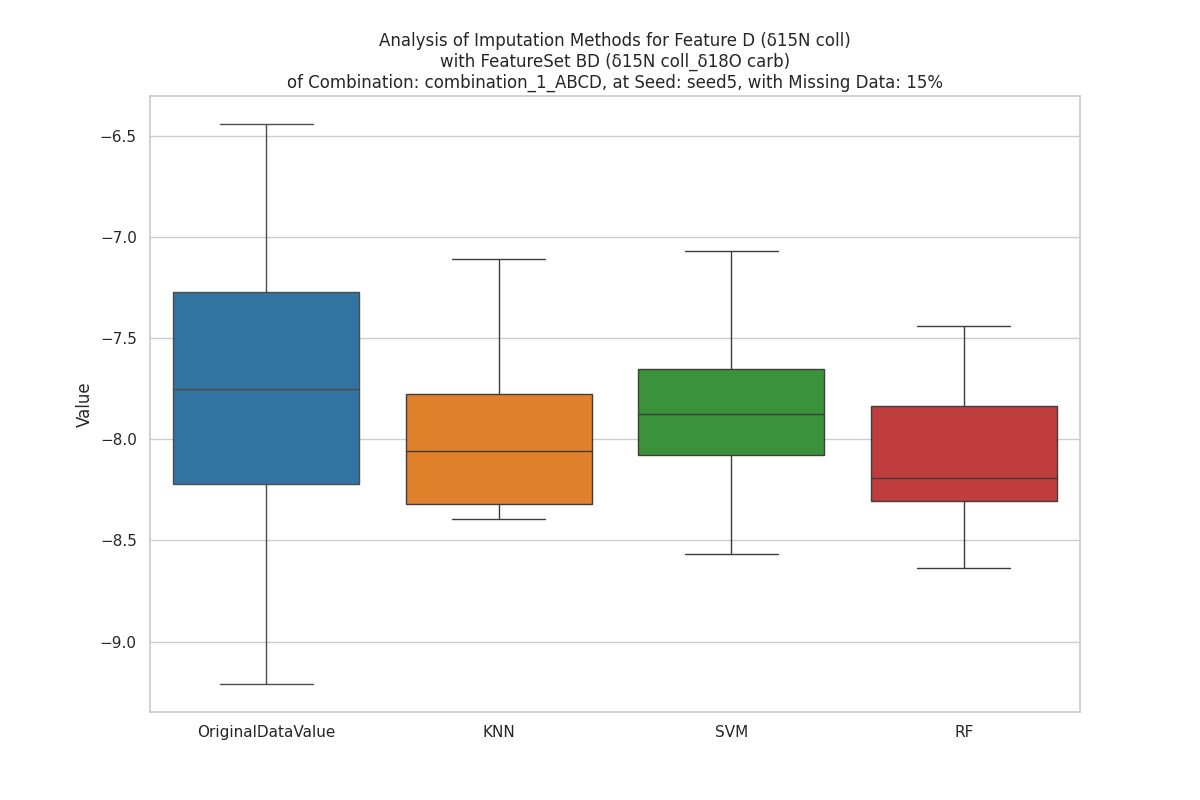 Analysis of Imputation Methods for Feature D (δ15N coll)
with FeatureSet BD (δ15N coll_δ18O carb)
of Combination: combination_1_ABCD, at Seed: seed5, with Missing Data: 15%
−6.5
−7.0
−7.5
−8.0
−8.5
−9.0
Value
OriginalDataValue
KNN
SVM
RF